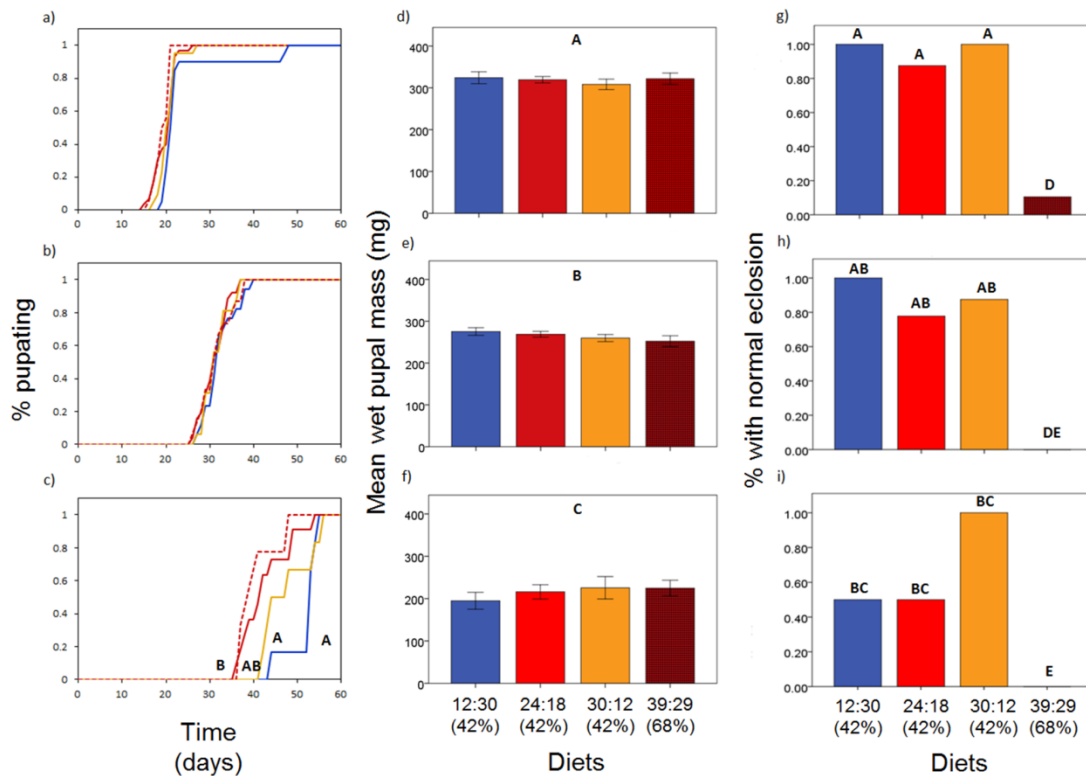 a)
1
0.8
0.6
0.4
0.2
0
0 10 20 30 40 50 60
b)
1
0.8
0.6
0.4
0.2
0
0 10 20 30 40 50 60
c)
1
0.8
0.6
0.4
0.2
0
B AB A A
0 10 20 30 40 50 60
% pupating
Time
(days)
d)
A
400
300
200
100
0
e)
B
400
300
200
100
0
f)
C
400
300
200
100
0
Mean wet pupal mass (mg)
12:30 24:18 30:12 39:29
(42%) (42%) (42%) (68%)
Diets
g)
A A A D
1.00
0.80
0.60
0.40
0.20
0.00
h)
AB AB AB DE
1.00
0.80
0.60
0.40
0.20
0.00
i)
BC BC BC E
1.00
0.80
0.60
0.40
0.20
0.00
% with normal eclosion
12:30 24:18 30:12 39:29
(42%) (42%) (42%) (68%)
Diets